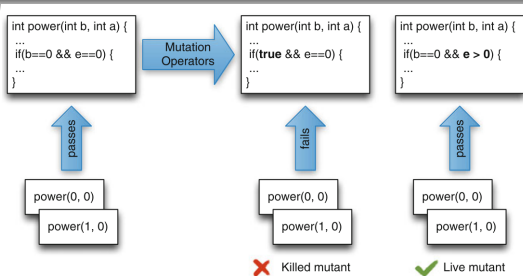 int power(int b, int a) {
...
if(b==0 && e==0) {
...
}
Mutation
Operators
int power(int b, int a) {
...
if(true && e==0) {
...
}
int power(int b, int a) {
...
if(b==0 && e > 0) {
...
}
passes
fails
passes
power(0, 0)
power(1, 0)
power(0, 0)
power(1, 0)
power(0, 0)
power(1, 0)
Killed mutant
Live mutant